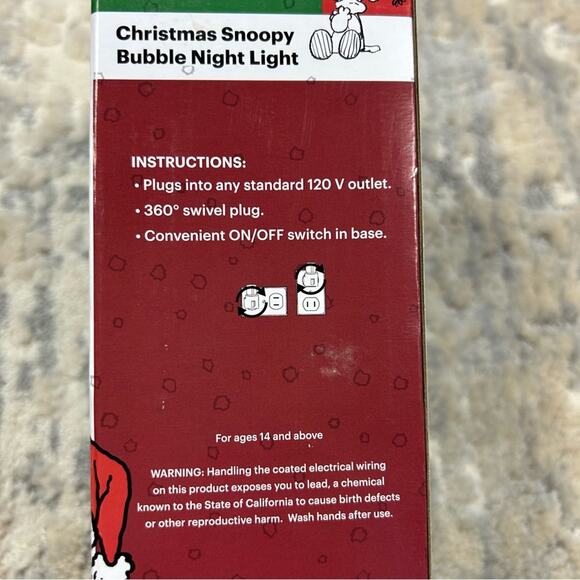 Christmas Snoopy
Bubble Night Light
INSTRUCTIONS:
• Plugs into any standard 120 V outlet.
• 360° swivel plug.
• Convenient ON/OFF switch in base.
For ages 14 and above
WARNING: Handling the coated electrical wiring
on this product exposes you to lead, a chemical
known to the State of California to cause birth defects
or other reproductive harm. Wash hands after use.